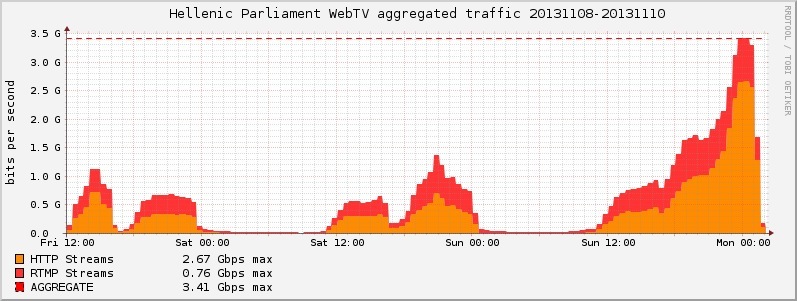 Hellenic Parliament WebTV aggregated traffic 20131108-20131110
RRDTOOL / TOBI OETIKER
bits per second
3.5 G
3.0 G
2.5 G
2.0 G
1.5 G
1.0 G
0.5 G
0.0
Fri 12:00 Sat 00:00 Sat 12:00 Sun 00:00 Sun 12:00 Mon 00:00
HTTP Streams 2.67 Gbps max
RTMP Streams 0.76 Gbps max
AGGREGATE 3.41 Gbps max